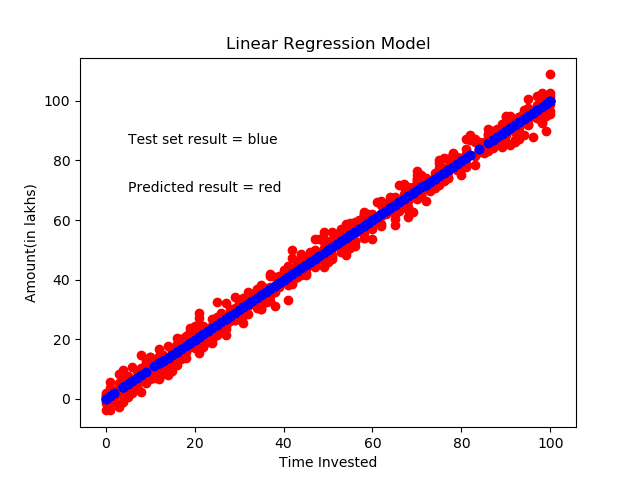 Linear Regression Model
100
80
60
40
20
0
Amount(in lakhs)
Test set result = blue
Predicted result = red
0 20 40 60 80 100
Time Invested